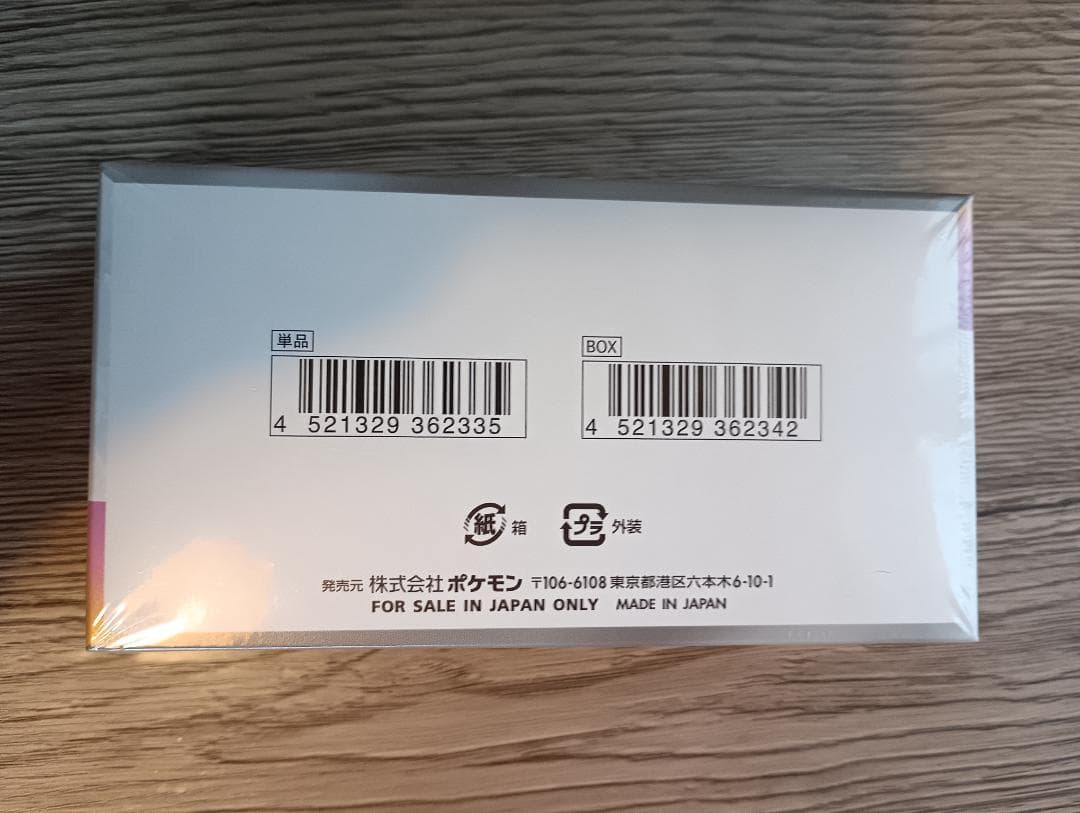 単品
4 521329 362335
BOX
4 521329 362342
紙 箱
プラ 外装
発売元 株式会社ポケモン 〒106-6108 東京都港区六本木6-10-1
FOR SALE IN JAPAN ONLY MADE IN JAPAN